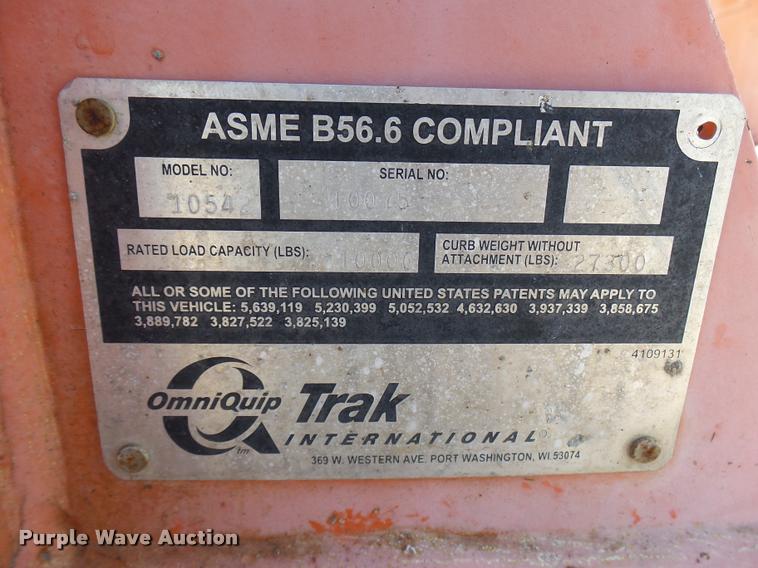 ASME B56.6 COMPLIANT
MODEL NO:
10542
SERIAL NO:
10075
RATED LOAD CAPACITY (LBS): 10000
CURB WEIGHT WITHOUT
ATTACHMENT (LBS): 27300
ALL OR SOME OF THE FOLLOWING UNITED STATES PATENTS MAY APPLY TO
THIS VEHICLE: 5,639,119 5,230,399 5,052,532 4,632,630 3,937,339 3,858,675
3,889,782 3,827,522 3,825,139
4109131
OmniQuip Trak
INTERNATIONAL®
tm
369 W. WESTERN AVE. PORT WASHINGTON, WI 53074
Purple Wave Auction